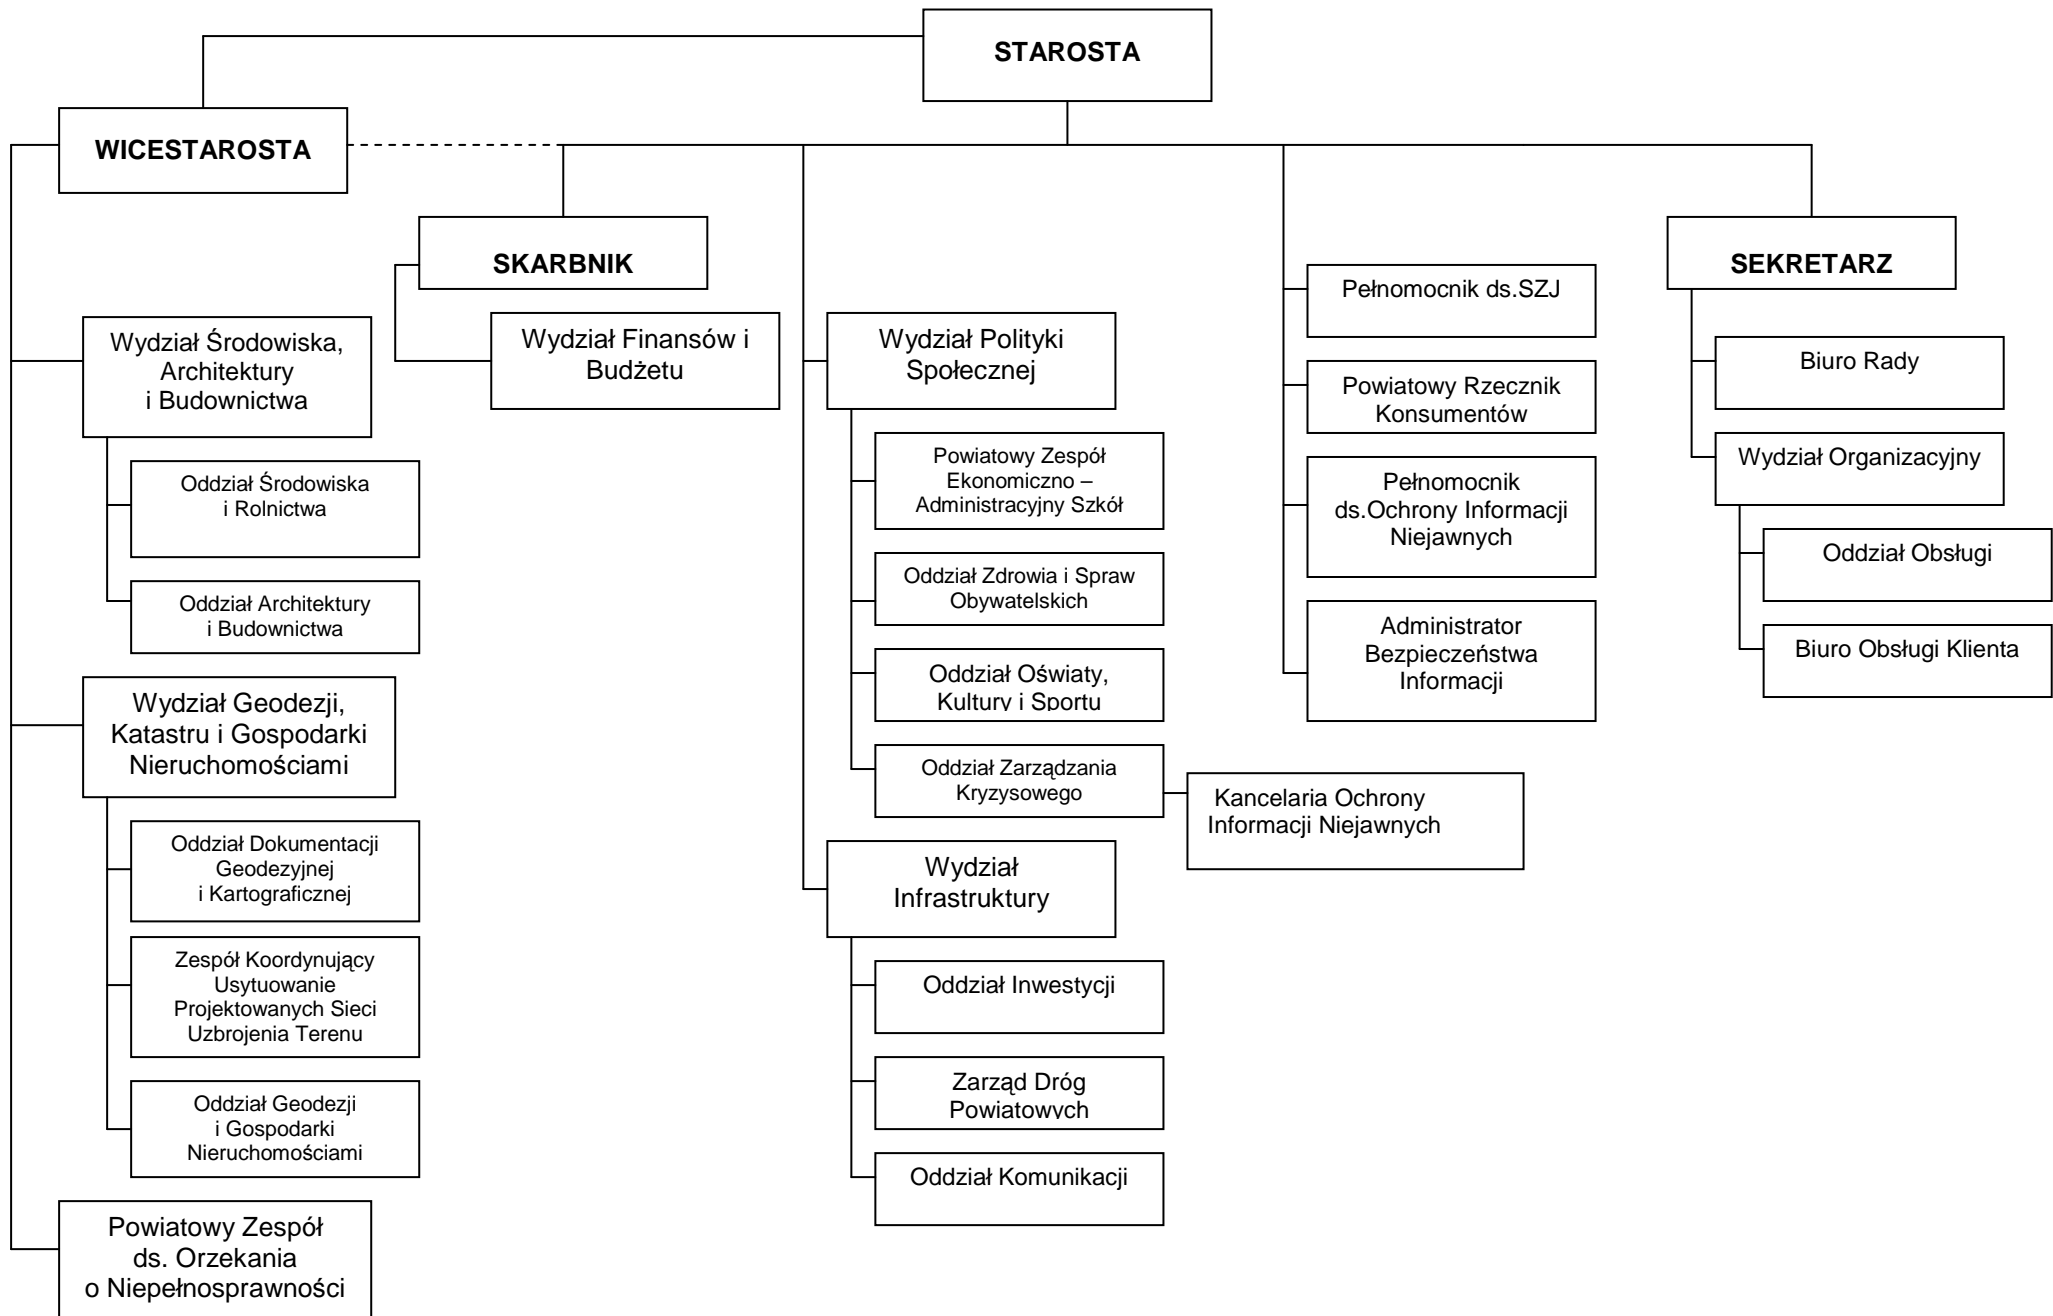 STAROSTA
WICESTAROSTA
SKARBNIK
SEKRETARZ
Wydział Środowiska,
Architektury
i Budownictwa
Oddział Środowiska
i Rolnictwa
Oddział Architektury
i Budownictwa
Wydział Geodezji,
Katastru i Gospodarki
Nieruchomościami
Oddział Dokumentacji
Geodezyjnej
i Kartograficznej
Zespół Koordynujący
Usytuowanie
Projektowanych Sieci
Uzbrojenia Terenu
Oddział Geodezji
i Gospodarki
Nieruchomościami
Powiatowy Zespół
ds. Orzekania
o Niepełnosprawności
Wydział Finansów i
Budżetu
Wydział Polityki
Społecznej
Powiatowy Zespół
Ekonomiczno –
Administracyjny Szkół
Oddział Zdrowia i Spraw
Obywatelskich
Oddział Oświaty,
Kultury i Sportu
Oddział Zarządzania
Kryzysowego
Kancelaria Ochrony
Informacji Niejawnych
Wydział
Infrastruktury
Oddział Inwestycji
Zarząd Dróg
Powiatowych
Oddział Komunikacji
Pełnomocnik ds.SZJ
Powiatowy Rzecznik
Konsumentów
Pełnomocnik
ds.Ochrony Informacji
Niejawnych
Administrator
Bezpieczeństwa
Informacji
Biuro Rady
Wydział Organizacyjny
Oddział Obsługi
Biuro Obsługi Klienta